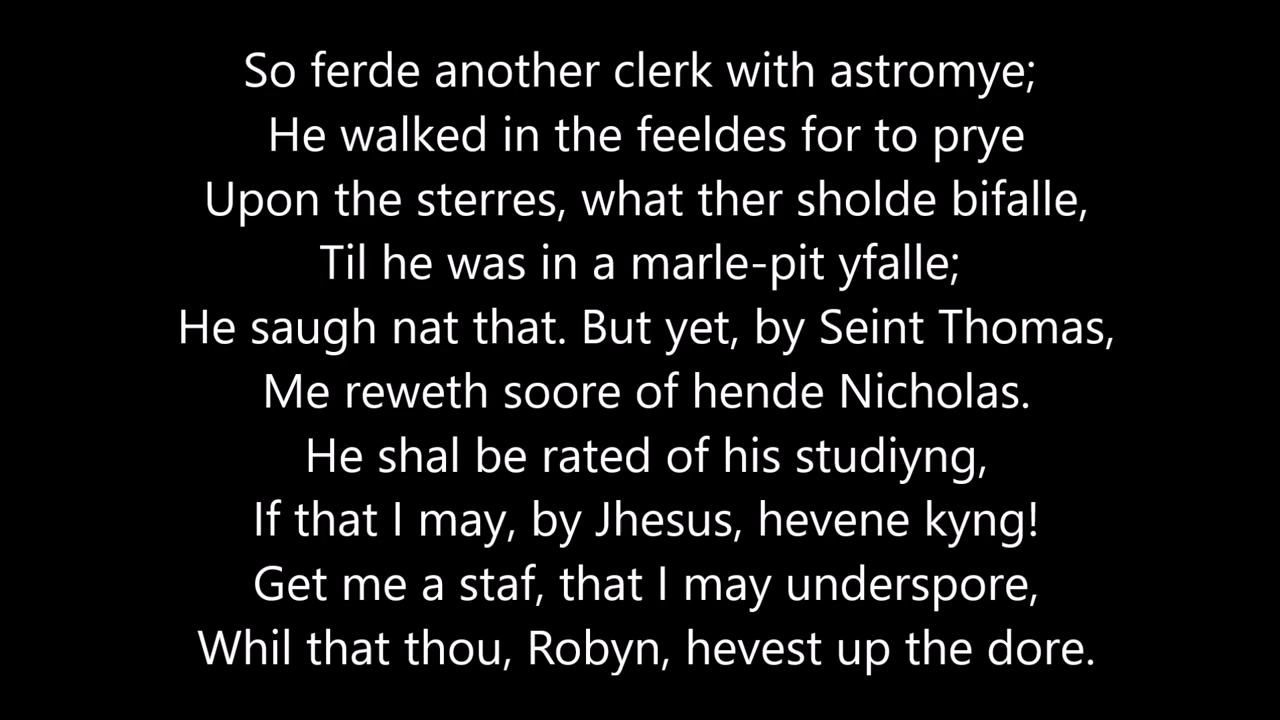 So ferde another clerk with astromye;
He walked in the feeldes for to prye
Upon the sterres, what ther sholde bifalle,
Til he was in a marle-pit yfalle;
He saugh nat that. But yet, by Seint Thomas,
Me reweth soore of hende Nicholas.
He shal be rated of his studiyng,
If that I may, by Jhesus, hevene kyng!
Get me a staf, that I may underspore,
Whil that thou, Robyn, hevest up the dore.